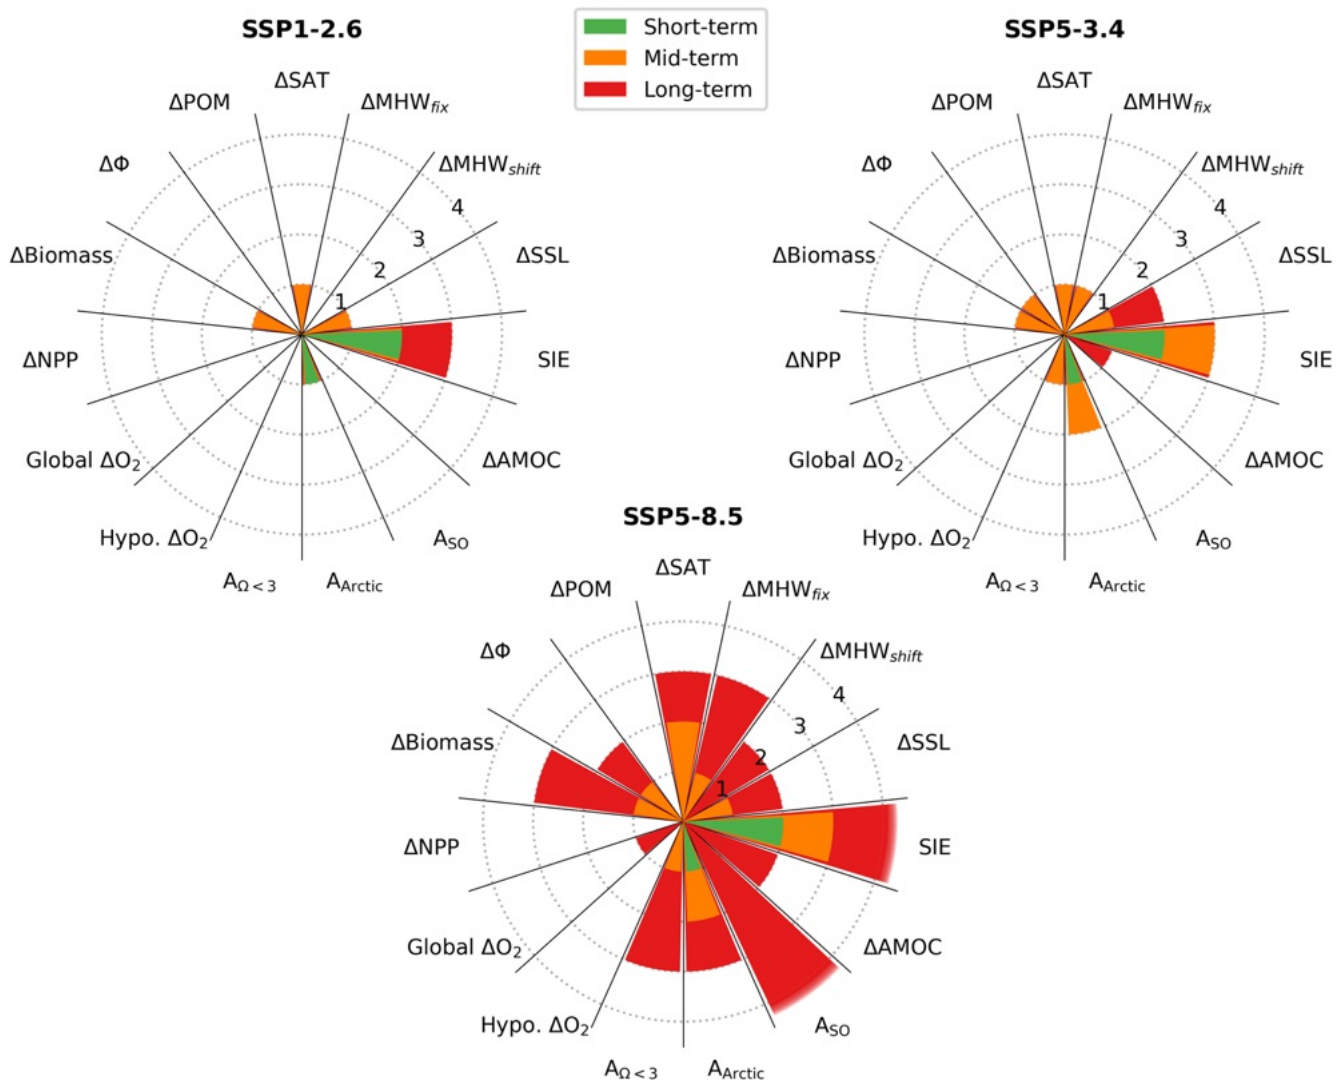 SSP1-2.6
ΔSAT
ΔPOM
ΔMHWfix
ΔΦ
ΔMHWshift
4
3
2
1
ΔBiomass
ΔSSL
ΔNPP
SIE
Global ΔO₂
ΔAMOC
Hypo. ΔO₂
ASO
AΩ < 3
AArctic
Short-term
Mid-term
Long-term
SSP5-3.4
ΔSAT
ΔPOM
ΔMHWfix
ΔΦ
ΔMHWshift
4
3
2
1
ΔBiomass
ΔSSL
ΔNPP
SIE
Global ΔO₂
ΔAMOC
Hypo. ΔO₂
ASO
AΩ < 3
AArctic
SSP5-8.5
ΔSAT
ΔPOM
ΔMHWfix
ΔΦ
ΔMHWshift
4
3
2
1
ΔBiomass
ΔSSL
ΔNPP
SIE
Global ΔO₂
ΔAMOC
Hypo. ΔO₂
ASO
AΩ < 3
AArctic